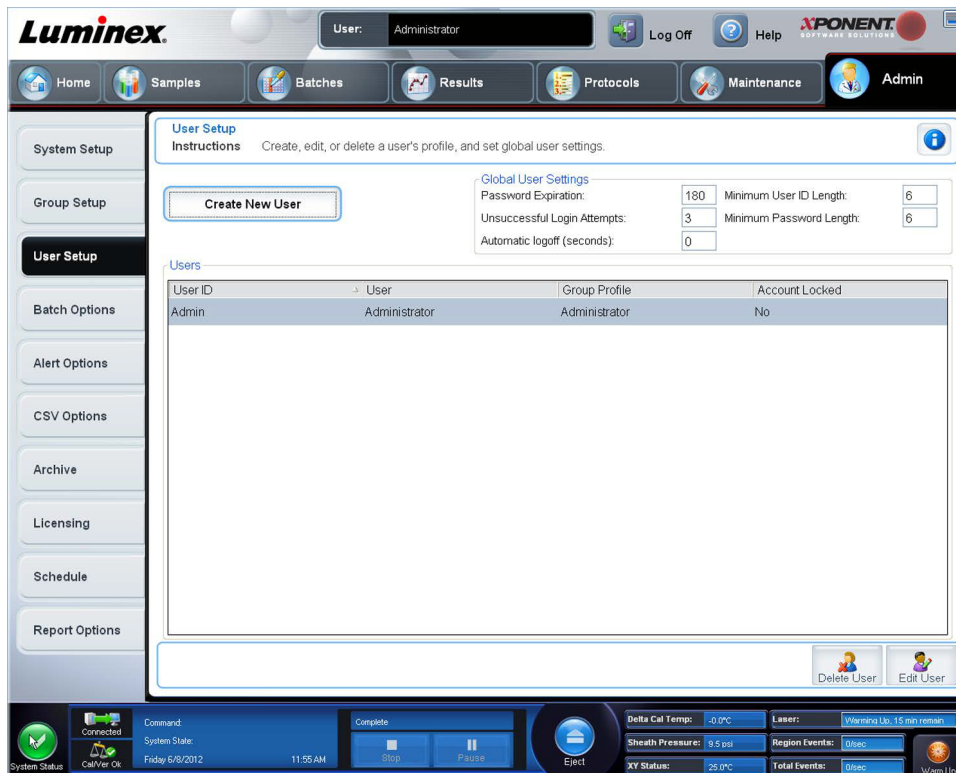 Luminex.
User: Administrator
Log Off
Help
XPONENT.
SOFTWARE SOLUTIONS
Home
Samples
Batches
Results
Protocols
Maintenance
Admin
System Setup
Group Setup
User Setup
Batch Options
Alert Options
CSV Options
Archive
Licensing
Schedule
Report Options
User Setup
Instructions Create, edit, or delete a user's profile, and set global user settings.
Create New User
Global User Settings
Password Expiration: 180 Minimum User ID Length: 6
Unsuccessful Login Attempts: 3 Minimum Password Length: 6
Automatic logoff (seconds): 0
Users
User ID User Group Profile Account Locked
Admin Administrator Administrator No
Delete User
Edit User
System Status
Connected
Cal/Ver Ok
Command:
System State:
Friday 6/8/2012 11:55 AM
Complete
Stop
Pause
Eject
Delta Cal Temp: -0.0°C Laser: Warming Up, 15 min remain
Sheath Pressure: 9.5 psi Region Events: 0/sec
XY Status: 25.0°C Total Events: 0/sec
Warm Up